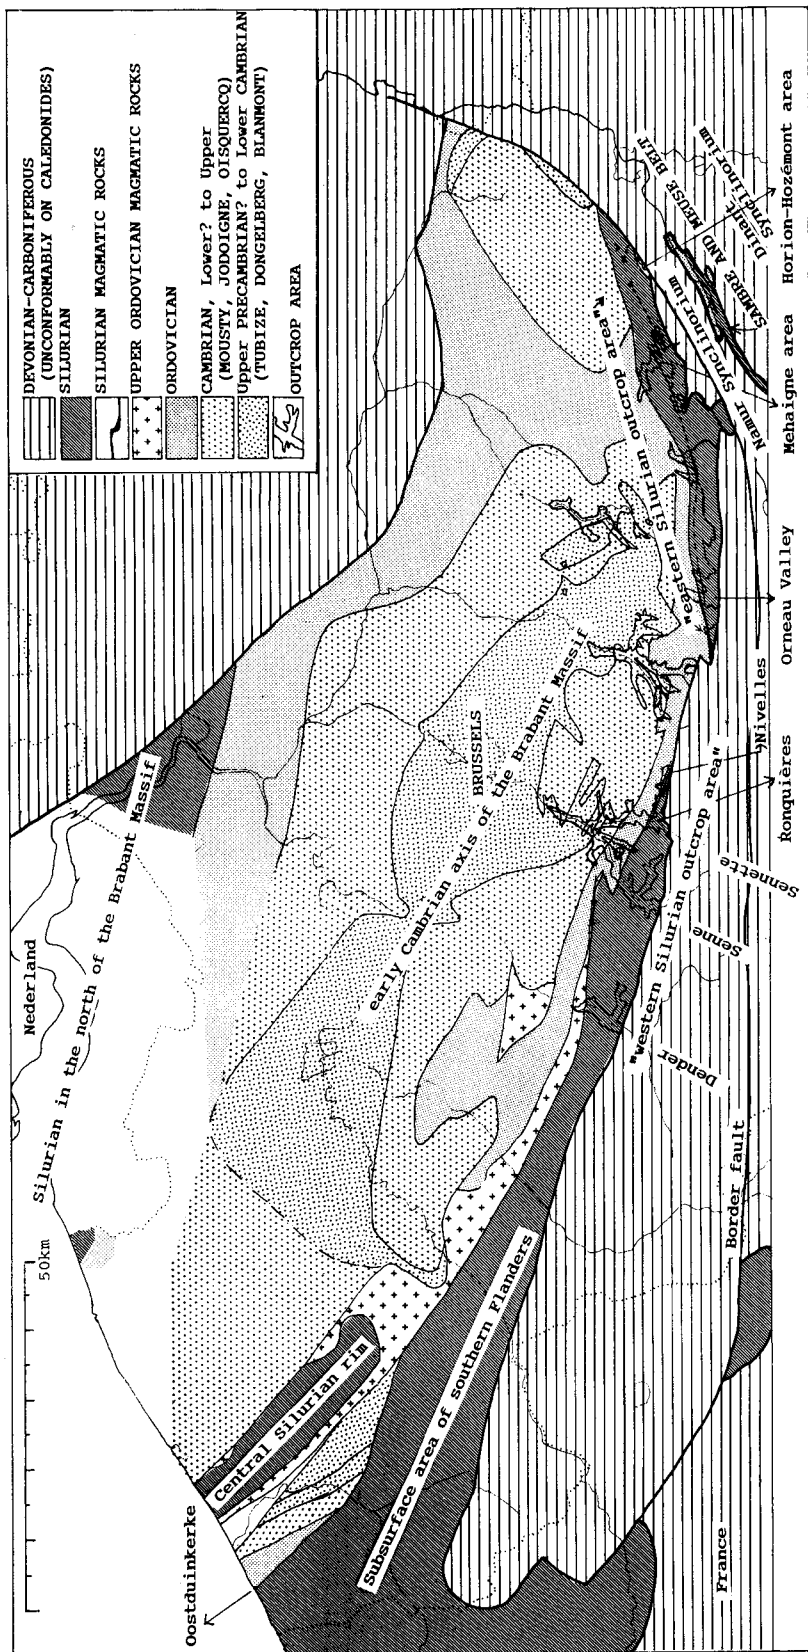 DEVONIAN-CARBONIFEROUS
(UNCONFORMABLY ON CALEDONIDES)
SILURIAN
SILURIAN MAGMATIC ROCKS
UPPER ORDOVICIAN MAGMATIC ROCKS
ORDOVICIAN
CAMBRIAN, Lower? to Upper
(MOUSTY, JODOIGNE, OISQUERCQ)
Upper PRECAMBRIAN? to Lower CAMBRIAN
(TUBIZE, DONGELBERG, BLANMONT)
OUTCROP AREA
50km
Nederland
Silurian in the north of the Brabant Massif
Oostduinkerke
Central Silurian rim
Subsurface area of southern Flanders
early Cambrian axis of the Brabant Massif
BRUSSELS
"western Silurian outcrop area"
"eastern Silurian outcrop area"
France
Border fault
Dender
Senne
Sennette
Nivelles
Namur Synclinorium
SAMBRE AND MEUSE BELT
Dinant
Synclinorium
Ronquières
Orneau Valley
Mehaigne area
Horion-Hozémont area